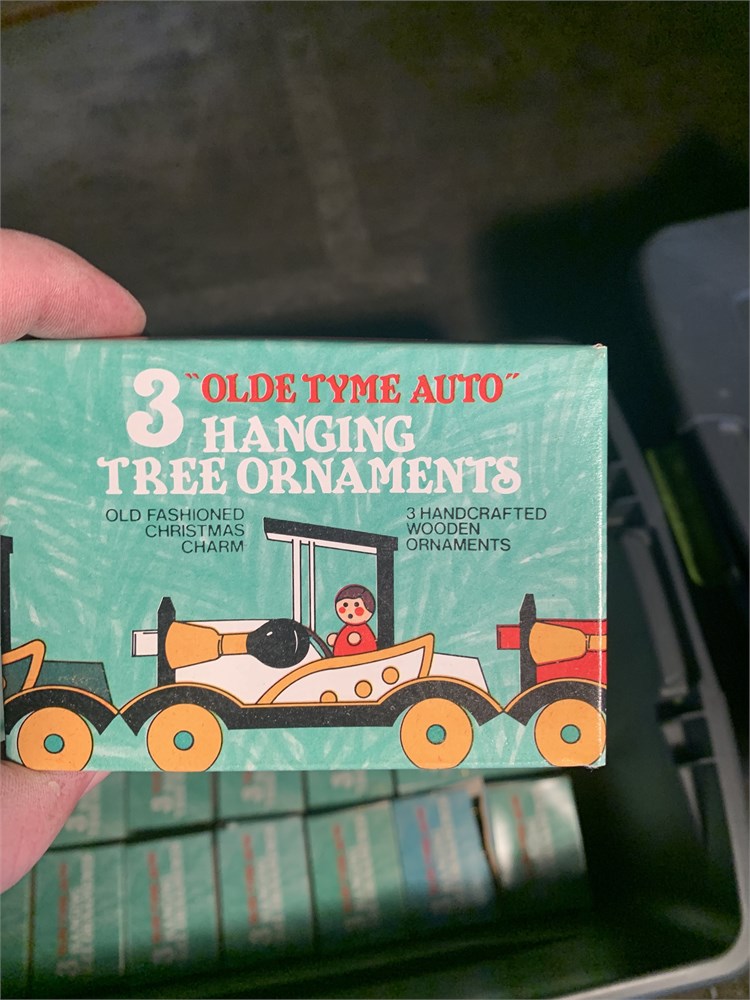 3 "OLDE TYME AUTO"
HANGING
TREE ORNAMENTS
OLD FASHIONED
CHRISTMAS
CHARM
3 HANDCRAFTED
WOODEN
ORNAMENTS